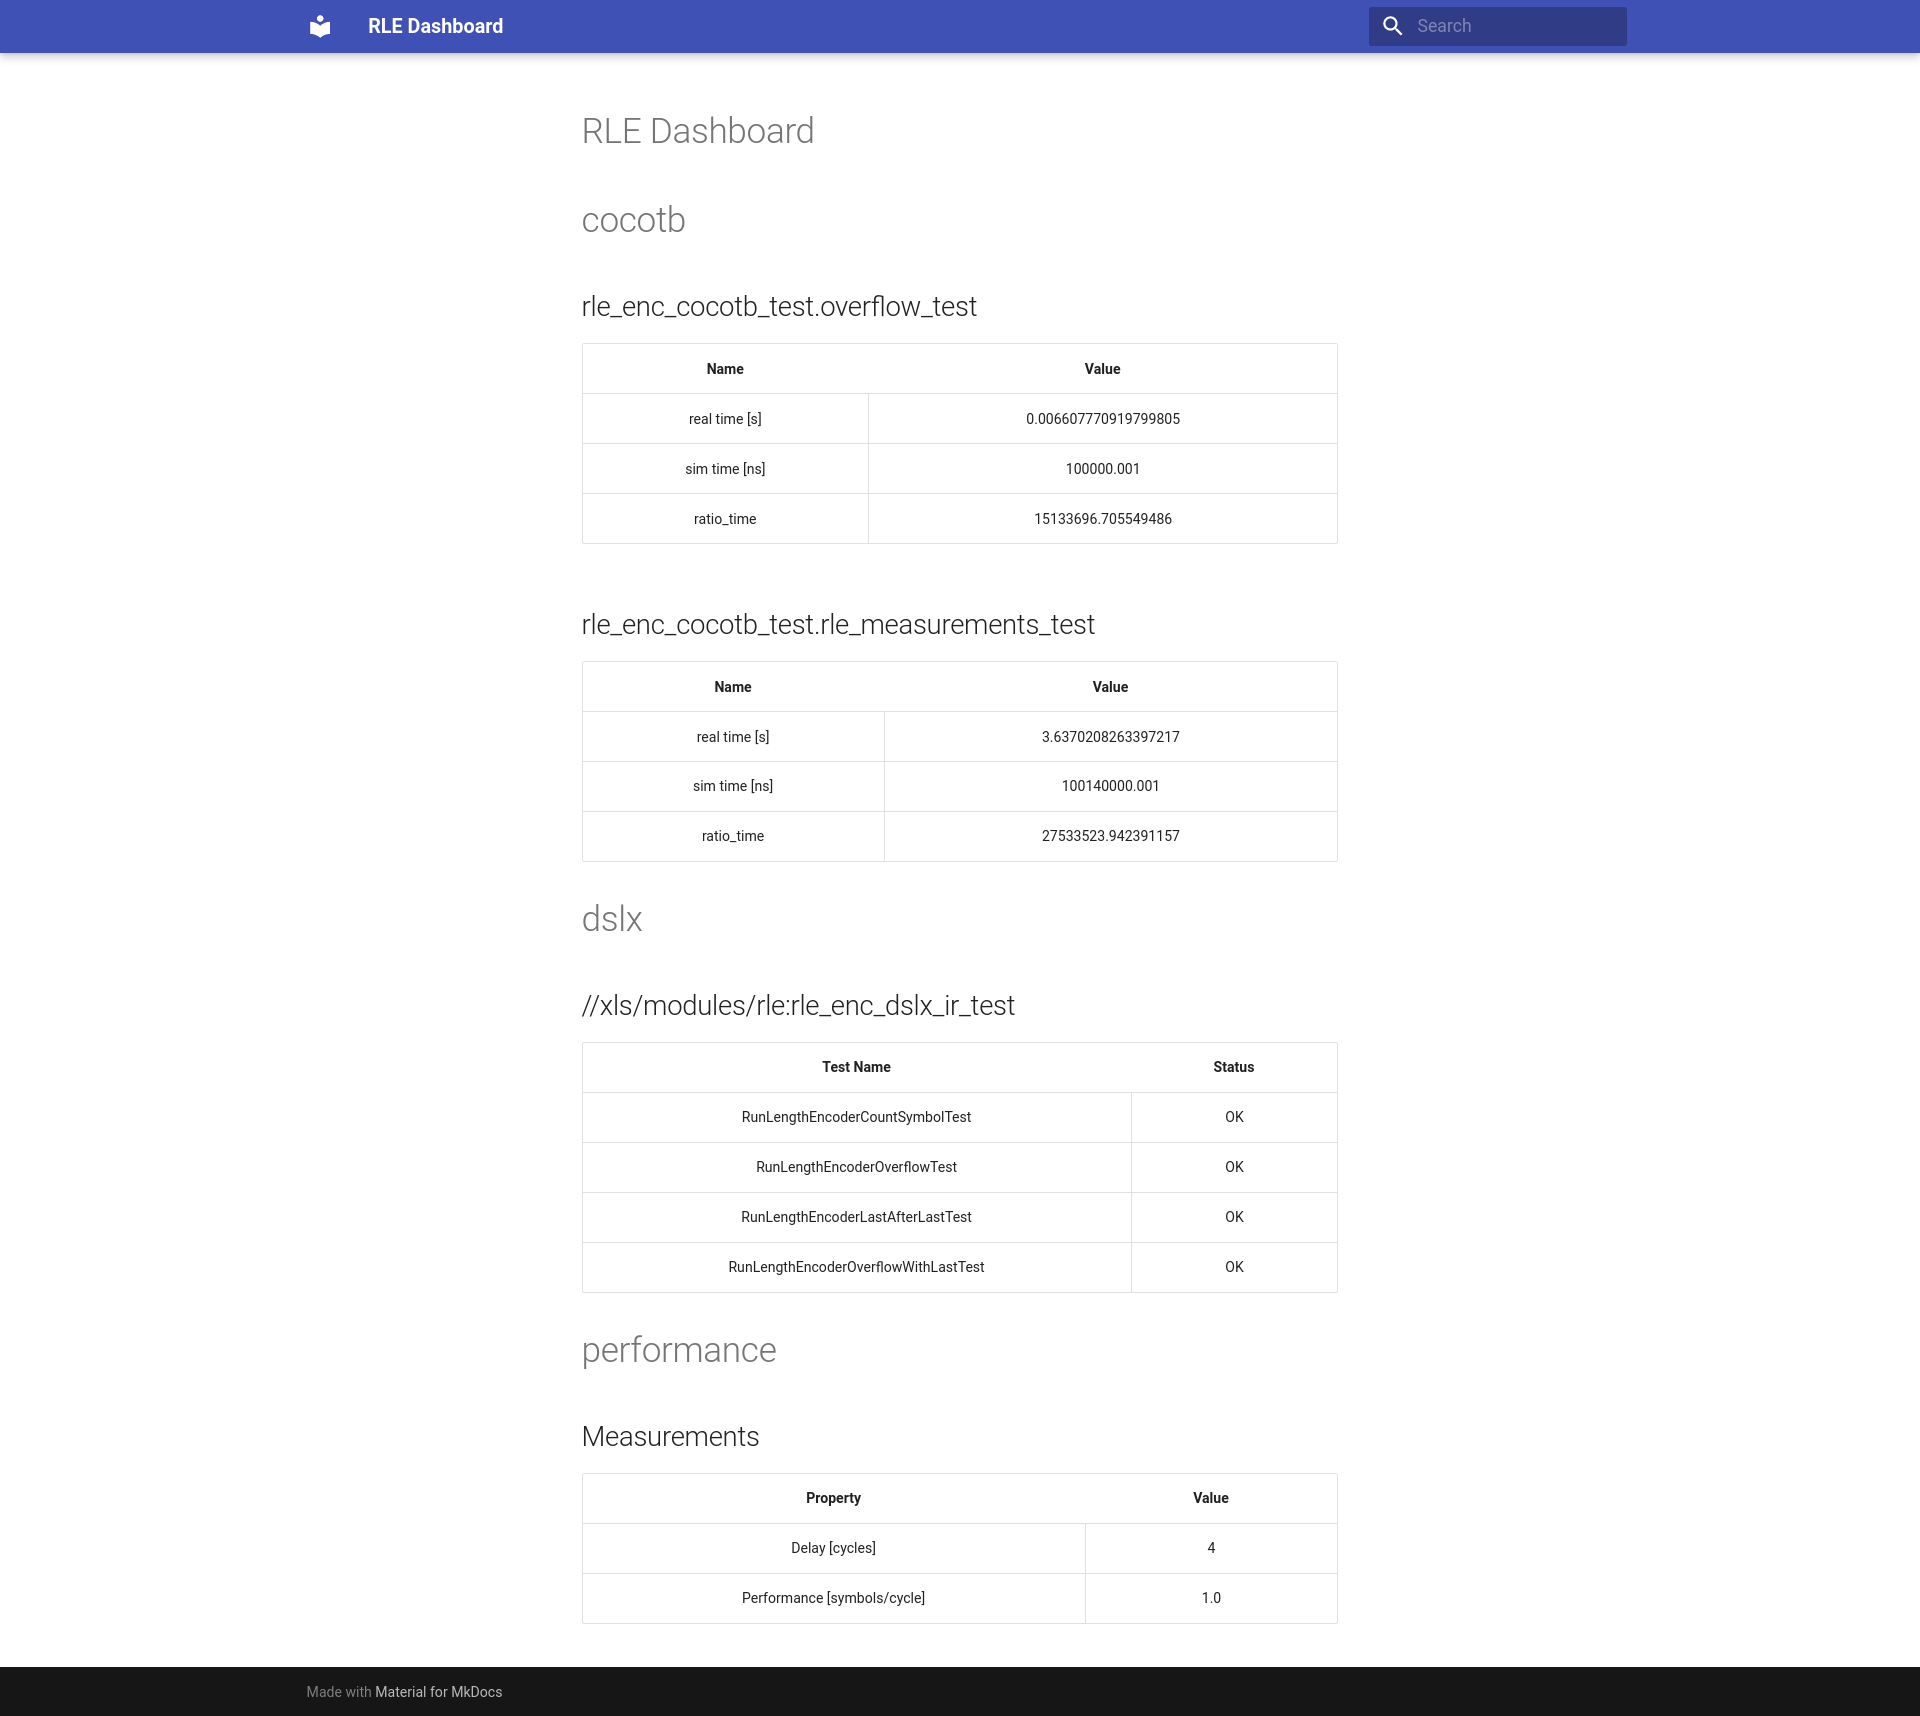 RLE Dashboard
Search
RLE Dashboard
cocotb
rle_enc_cocotb_test.overflow_test
Name Value
real time [s] 0.006607770919799805
sim time [ns] 100000.001
ratio_time 15133696.705549486
rle_enc_cocotb_test.rle_measurements_test
Name Value
real time [s] 3.6370208263397217
sim time [ns] 100140000.001
ratio_time 27533523.942391157
dslx
//xls/modules/rle:rle_enc_dslx_ir_test
Test Name Status
RunLengthEncoderCountSymbolTest OK
RunLengthEncoderOverflowTest OK
RunLengthEncoderLastAfterLastTest OK
RunLengthEncoderOverflowWithLastTest OK
performance
Measurements
Property Value
Delay [cycles] 4
Performance [symbols/cycle] 1.0
Made with Material for MkDocs